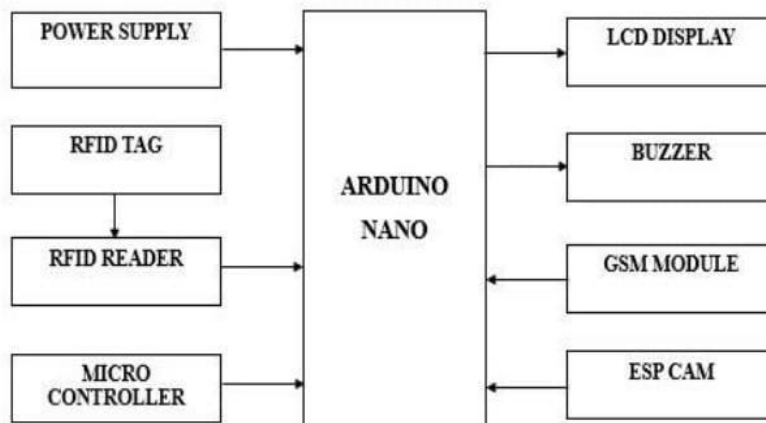 POWER SUPPLY
RFID TAG
RFID READER
MICRO
CONTROLLER
ARDUINO
NANO
LCD DISPLAY
BUZZER
GSM MODULE
ESP CAM